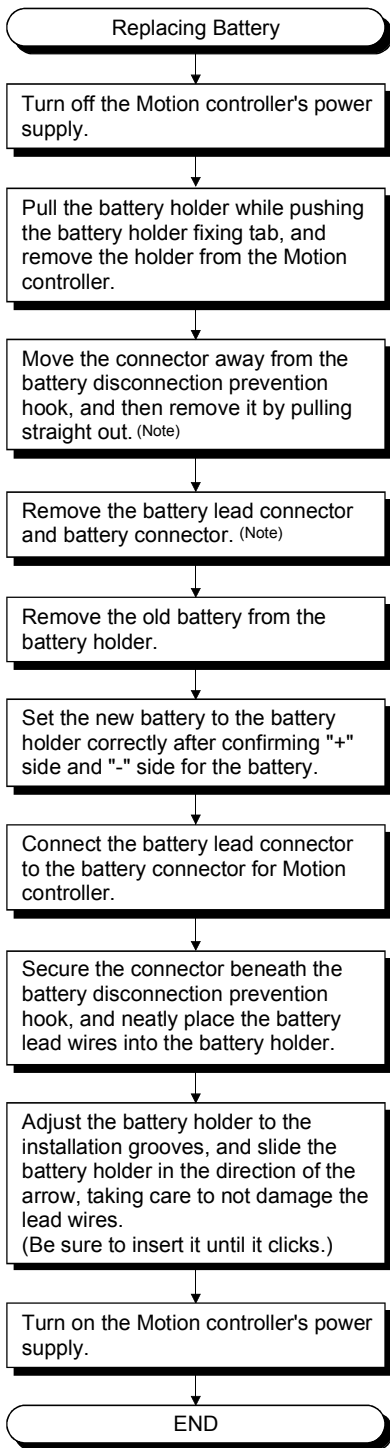 Replacing Battery
Turn off the Motion controller's power
supply.
Pull the battery holder while pushing
the battery holder fixing tab, and
remove the holder from the Motion
controller.
Move the connector away from the
battery disconnection prevention
hook, and then remove it by pulling
straight out. (Note)
Remove the battery lead connector
and battery connector. (Note)
Remove the old battery from the
battery holder.
Set the new battery to the battery
holder correctly after confirming "+"
side and "-" side for the battery.
Connect the battery lead connector
to the battery connector for Motion
controller.
Secure the connector beneath the
battery disconnection prevention
hook, and neatly place the battery
lead wires into the battery holder.
Adjust the battery holder to the
installation grooves, and slide the
battery holder in the direction of the
arrow, taking care to not damage the
lead wires.
(Be sure to insert it until it clicks.)
Turn on the Motion controller's power
supply.
END